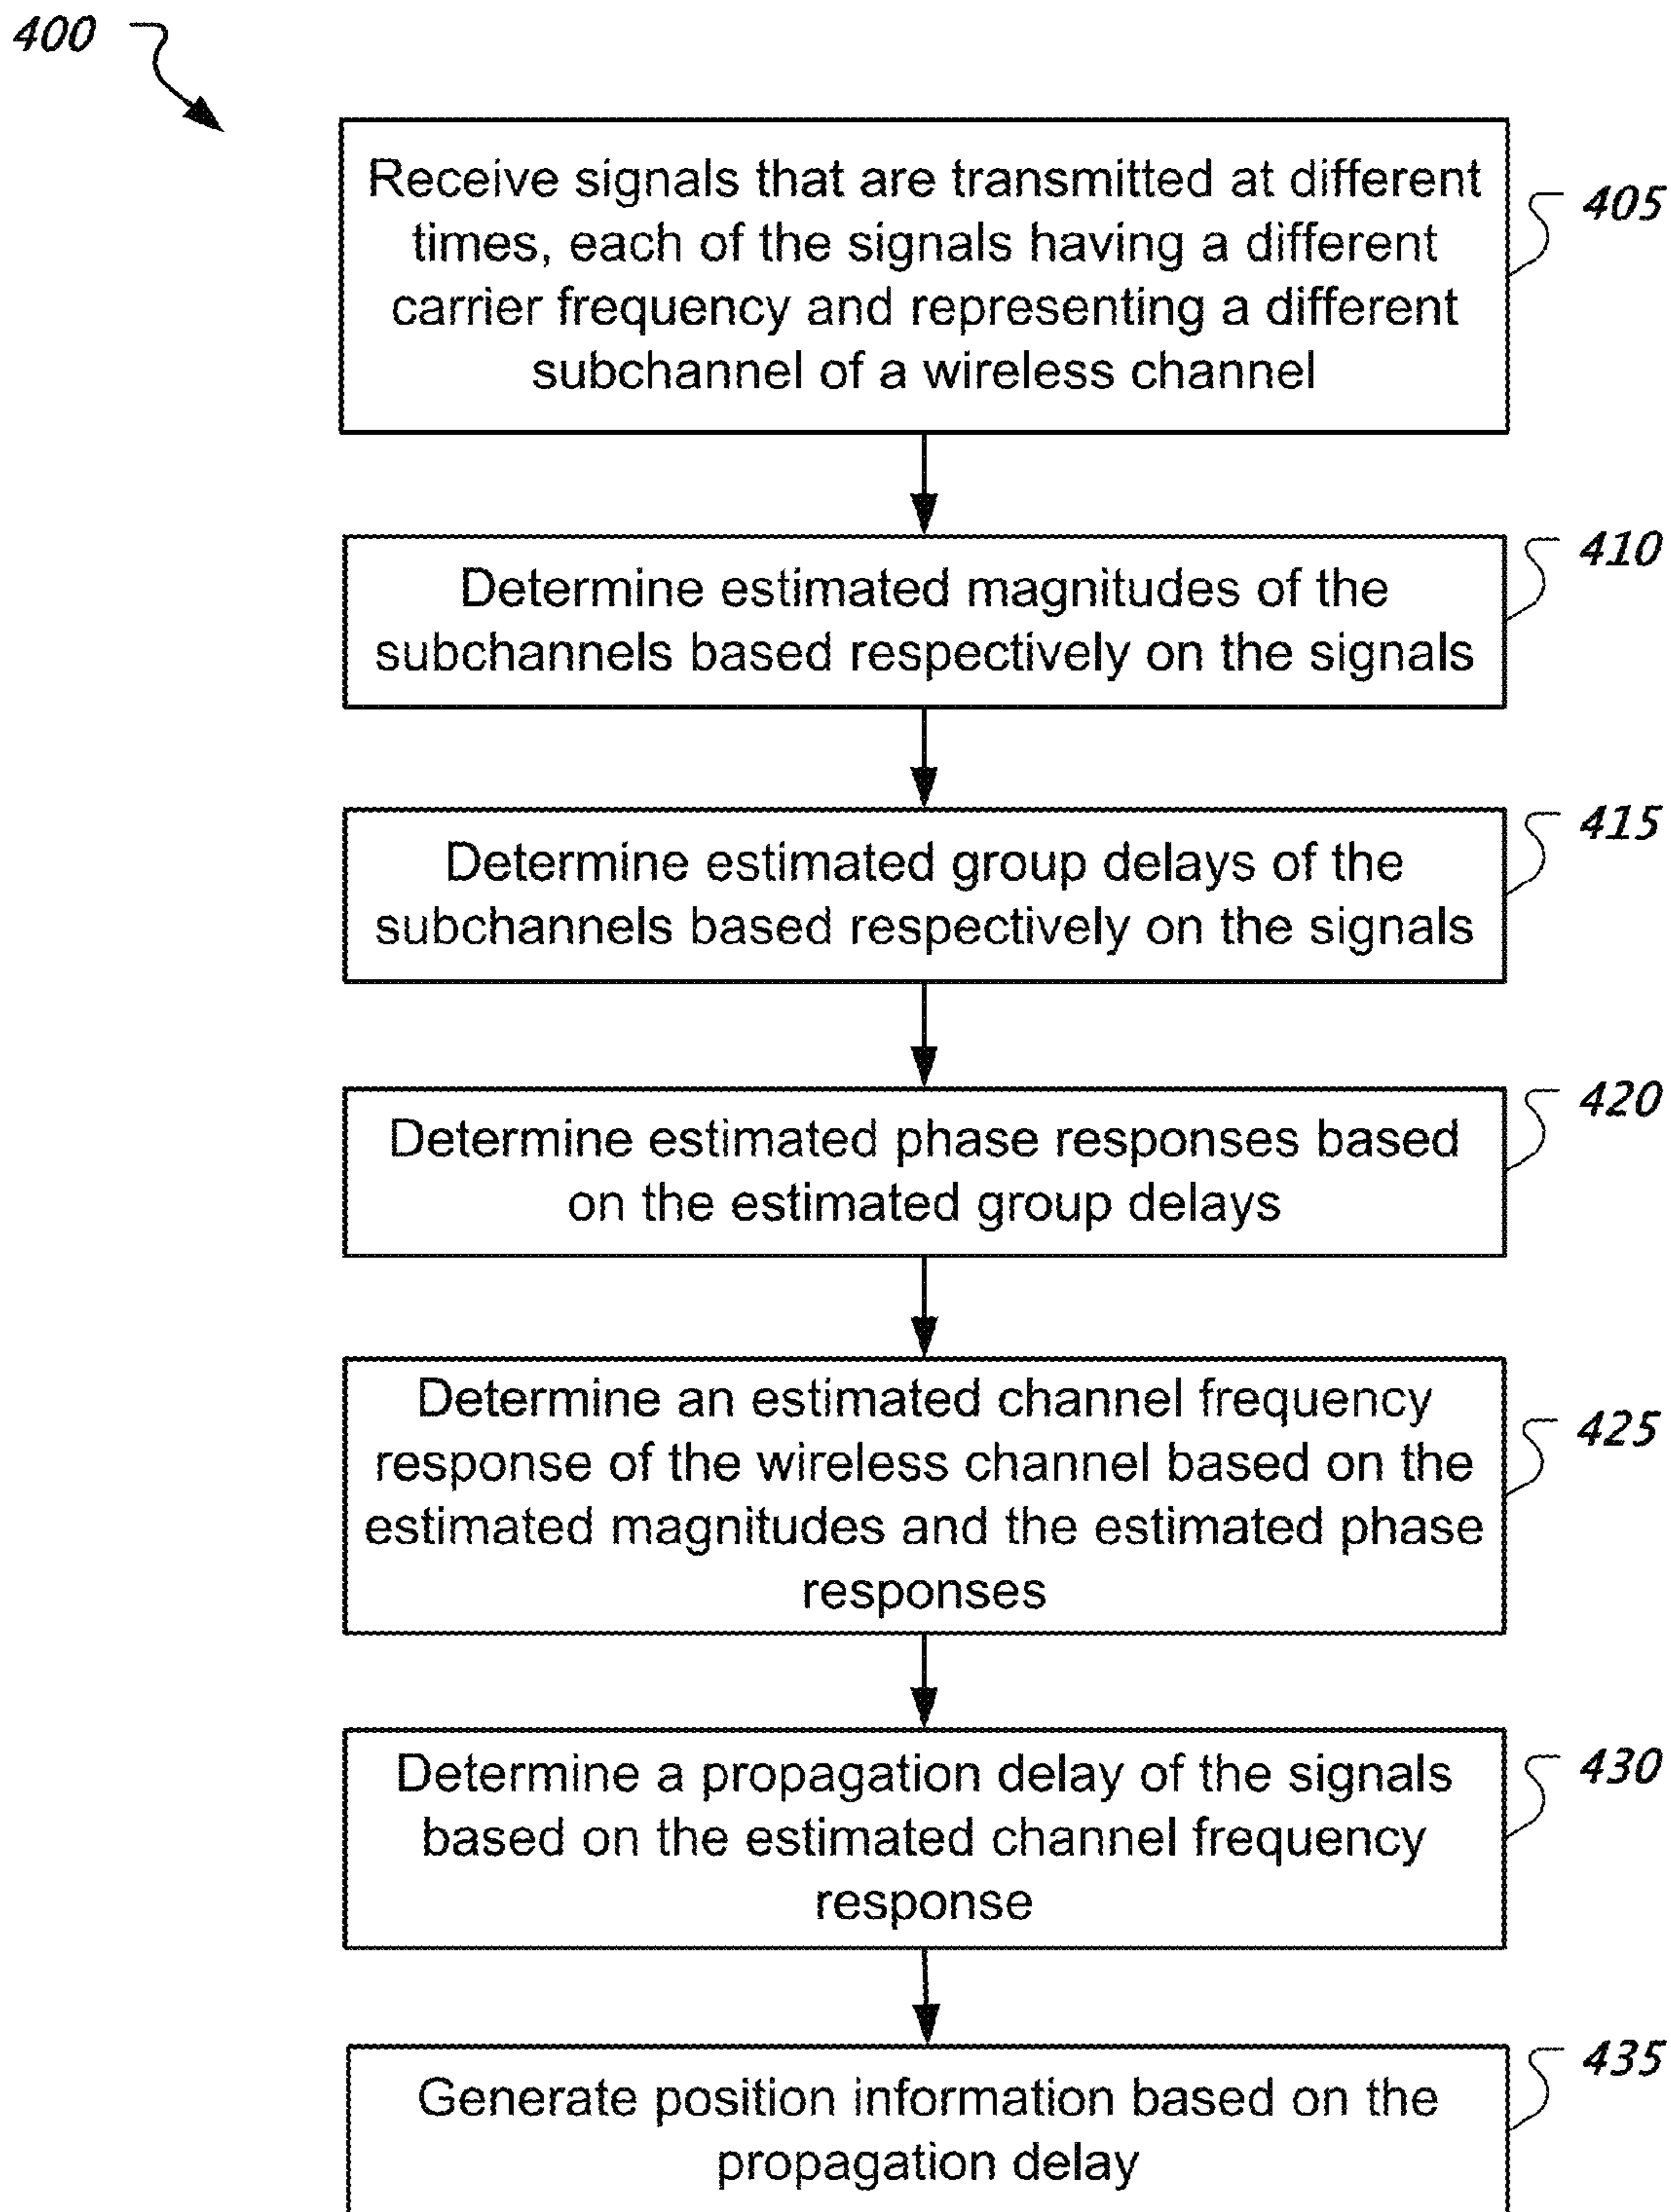 400
Receive signals that are transmitted at different
times, each of the signals having a different
carrier frequency and representing a different
subchannel of a wireless channel
405
Determine estimated magnitudes of the
subchannels based respectively on the signals
410
Determine estimated group delays of the
subchannels based respectively on the signals
415
Determine estimated phase responses based
on the estimated group delays
420
Determine an estimated channel frequency
response of the wireless channel based on the
estimated magnitudes and the estimated phase
responses
425
Determine a propagation delay of the signals
based on the estimated channel frequency
response
430
Generate position information based on the
propagation delay
435